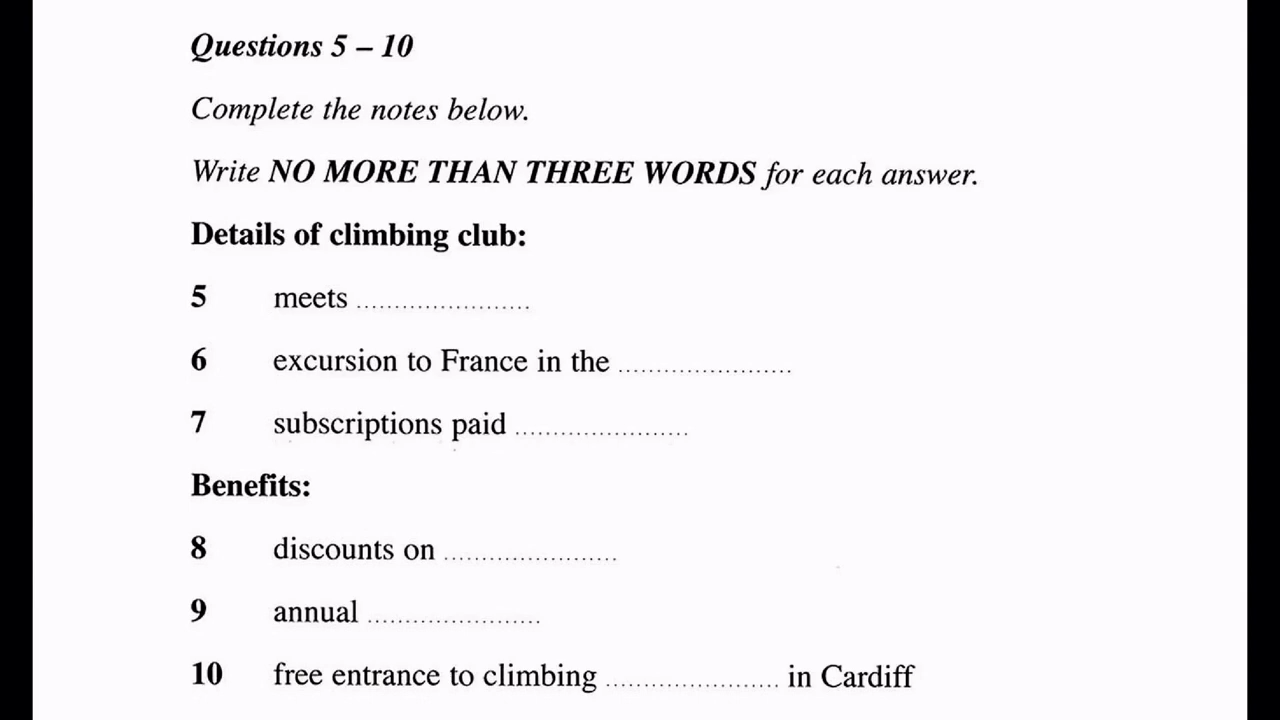 Questions 5 – 10
Complete the notes below.
Write NO MORE THAN THREE WORDS for each answer.
Details of climbing club:
5 meets ......................
6 excursion to France in the ......................
7 subscriptions paid ......................
Benefits:
8 discounts on ......................
9 annual ......................
10 free entrance to climbing ...................... in Cardiff